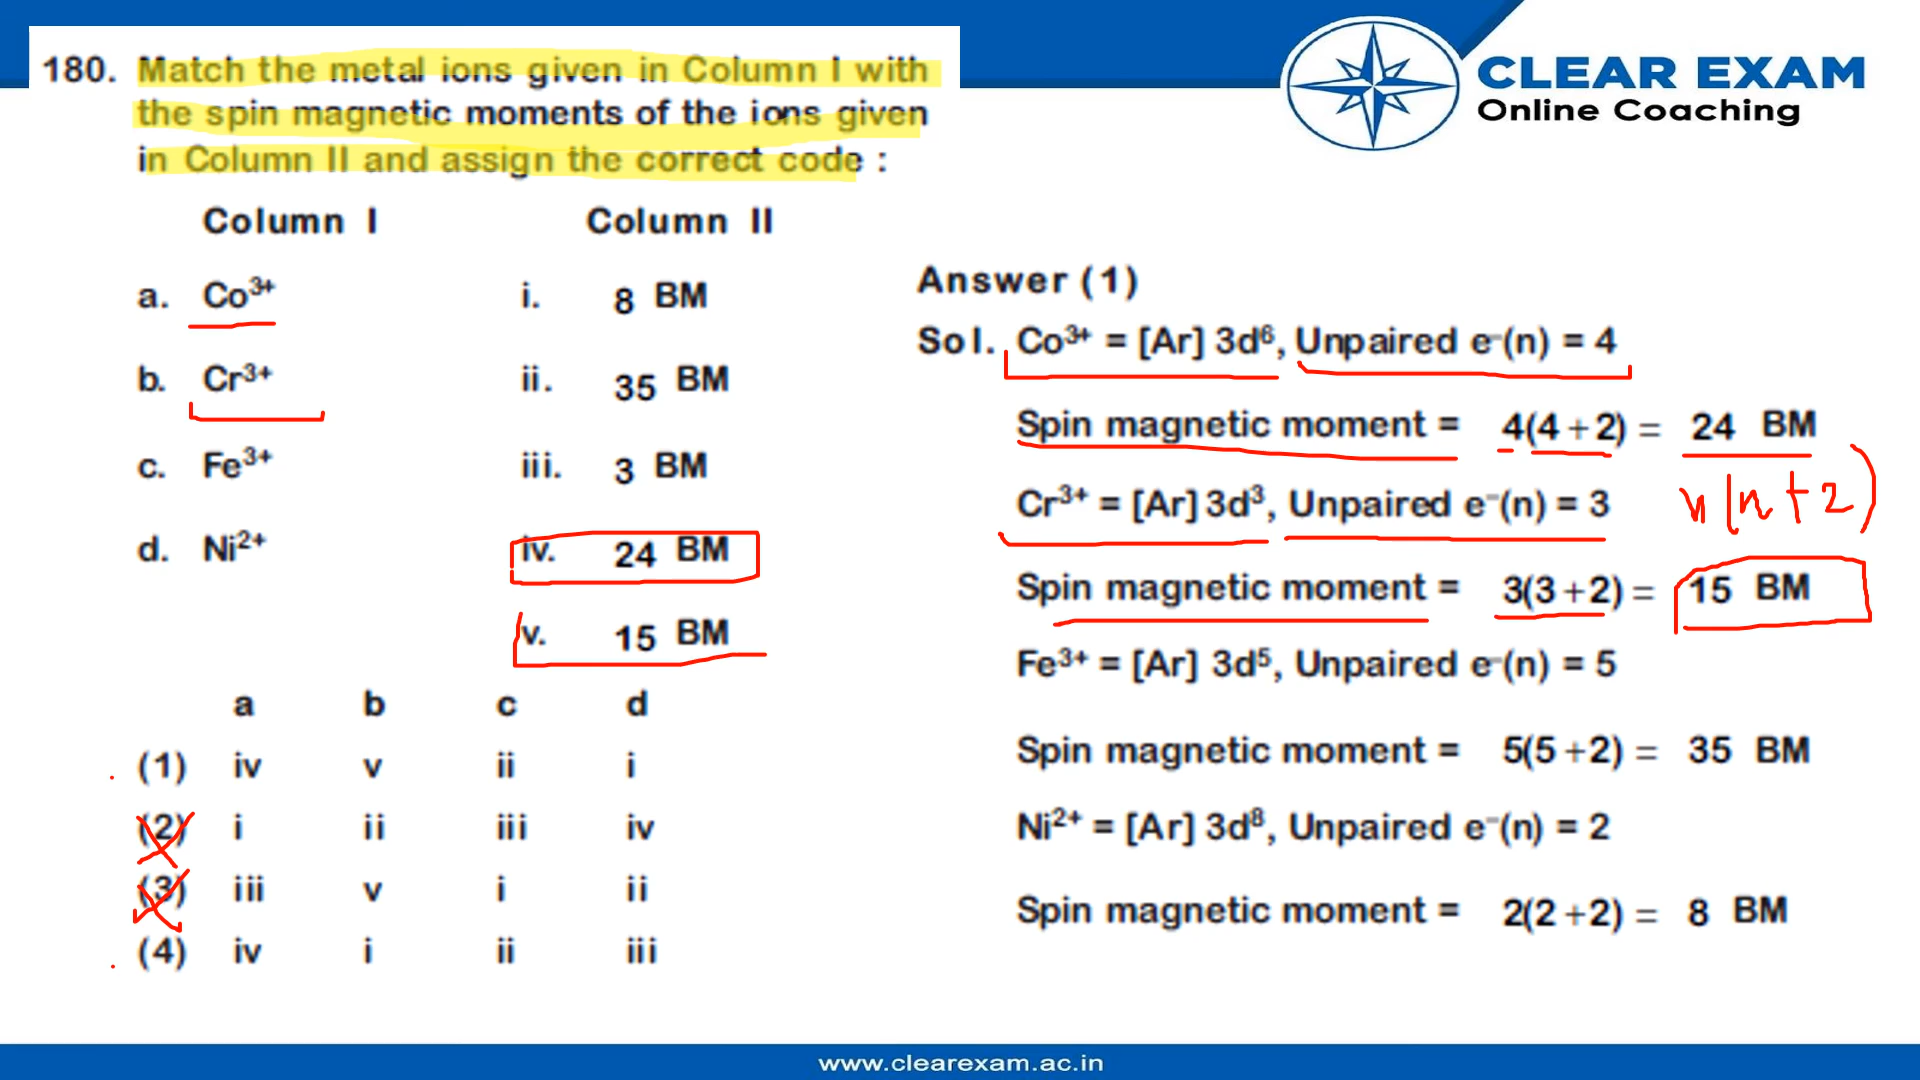 CLEAR EXAM
Online Coaching
180. Match the metal ions given in Column I with
the spin magnetic moments of the ions given
in Column II and assign the correct code :
Column I Column II
a. Co³⁺ i. 8 BM
b. Cr³⁺ ii. 35 BM
c. Fe³⁺ iii. 3 BM
d. Ni²⁺ iv. 24 BM
v. 15 BM
a b c d
(1) iv v ii i
(2) i ii iii iv
(3) iii v i ii
(4) iv i ii iii
Answer (1)
Sol. Co³⁺ = [Ar] 3d⁶, Unpaired e⁻(n) = 4
Spin magnetic moment = 4(4+2) = 24 BM
n(n+2)
Cr³⁺ = [Ar] 3d³, Unpaired e⁻(n) = 3
Spin magnetic moment = 3(3+2) = 15 BM
Fe³⁺ = [Ar] 3d⁵, Unpaired e⁻(n) = 5
Spin magnetic moment = 5(5+2) = 35 BM
Ni²⁺ = [Ar] 3d⁸, Unpaired e⁻(n) = 2
Spin magnetic moment = 2(2+2) = 8 BM
www.clearexam.ac.in